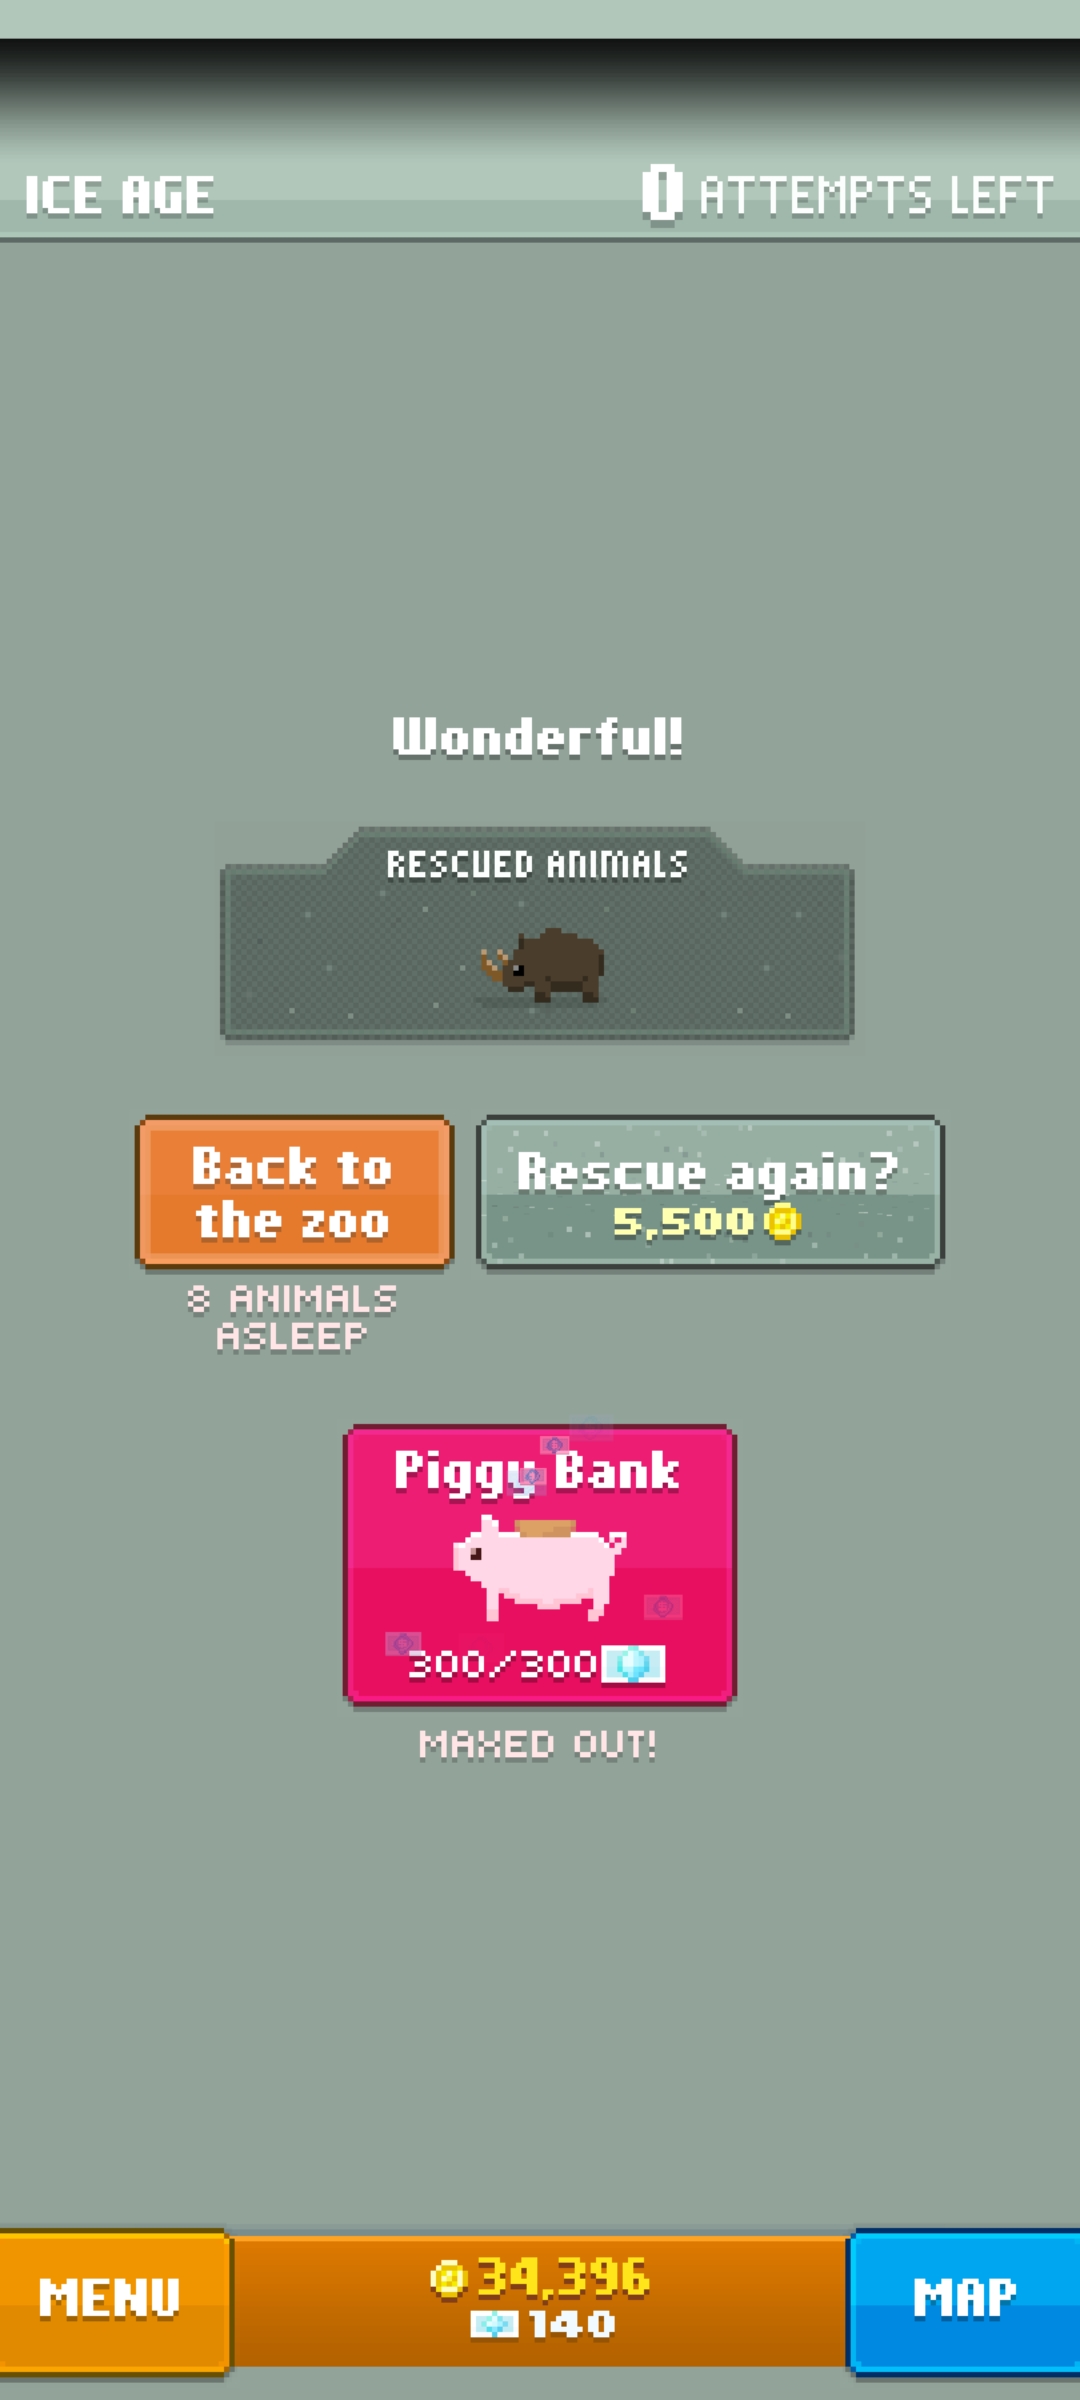 ICE AGE
0 ATTEMPTS LEFT
Wonderful!
RESCUED ANIMALS
Back to
the zoo
Rescue again?
5,500
8 ANIMALS
ASLEEP
Piggy Bank
300/300
MAXED OUT!
MENU
34,396
140
MAP